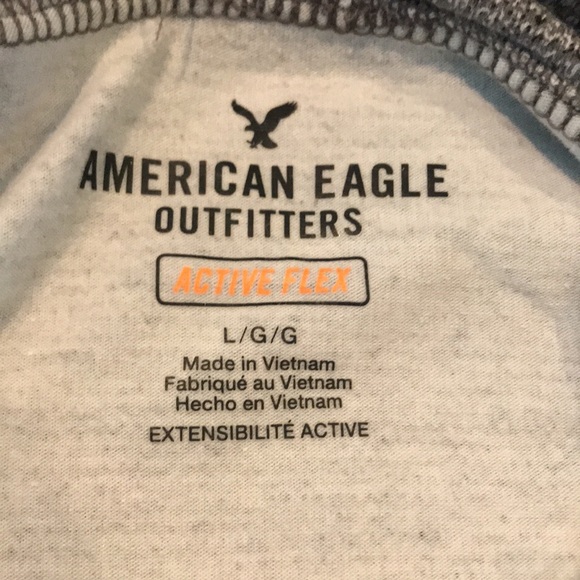 AMERICAN EAGLE
OUTFITTERS
ACTIVE FLEX
L/G/G
Made in Vietnam
Fabriqué au Vietnam
Hecho en Vietnam
EXTENSIBILITÉ ACTIVE